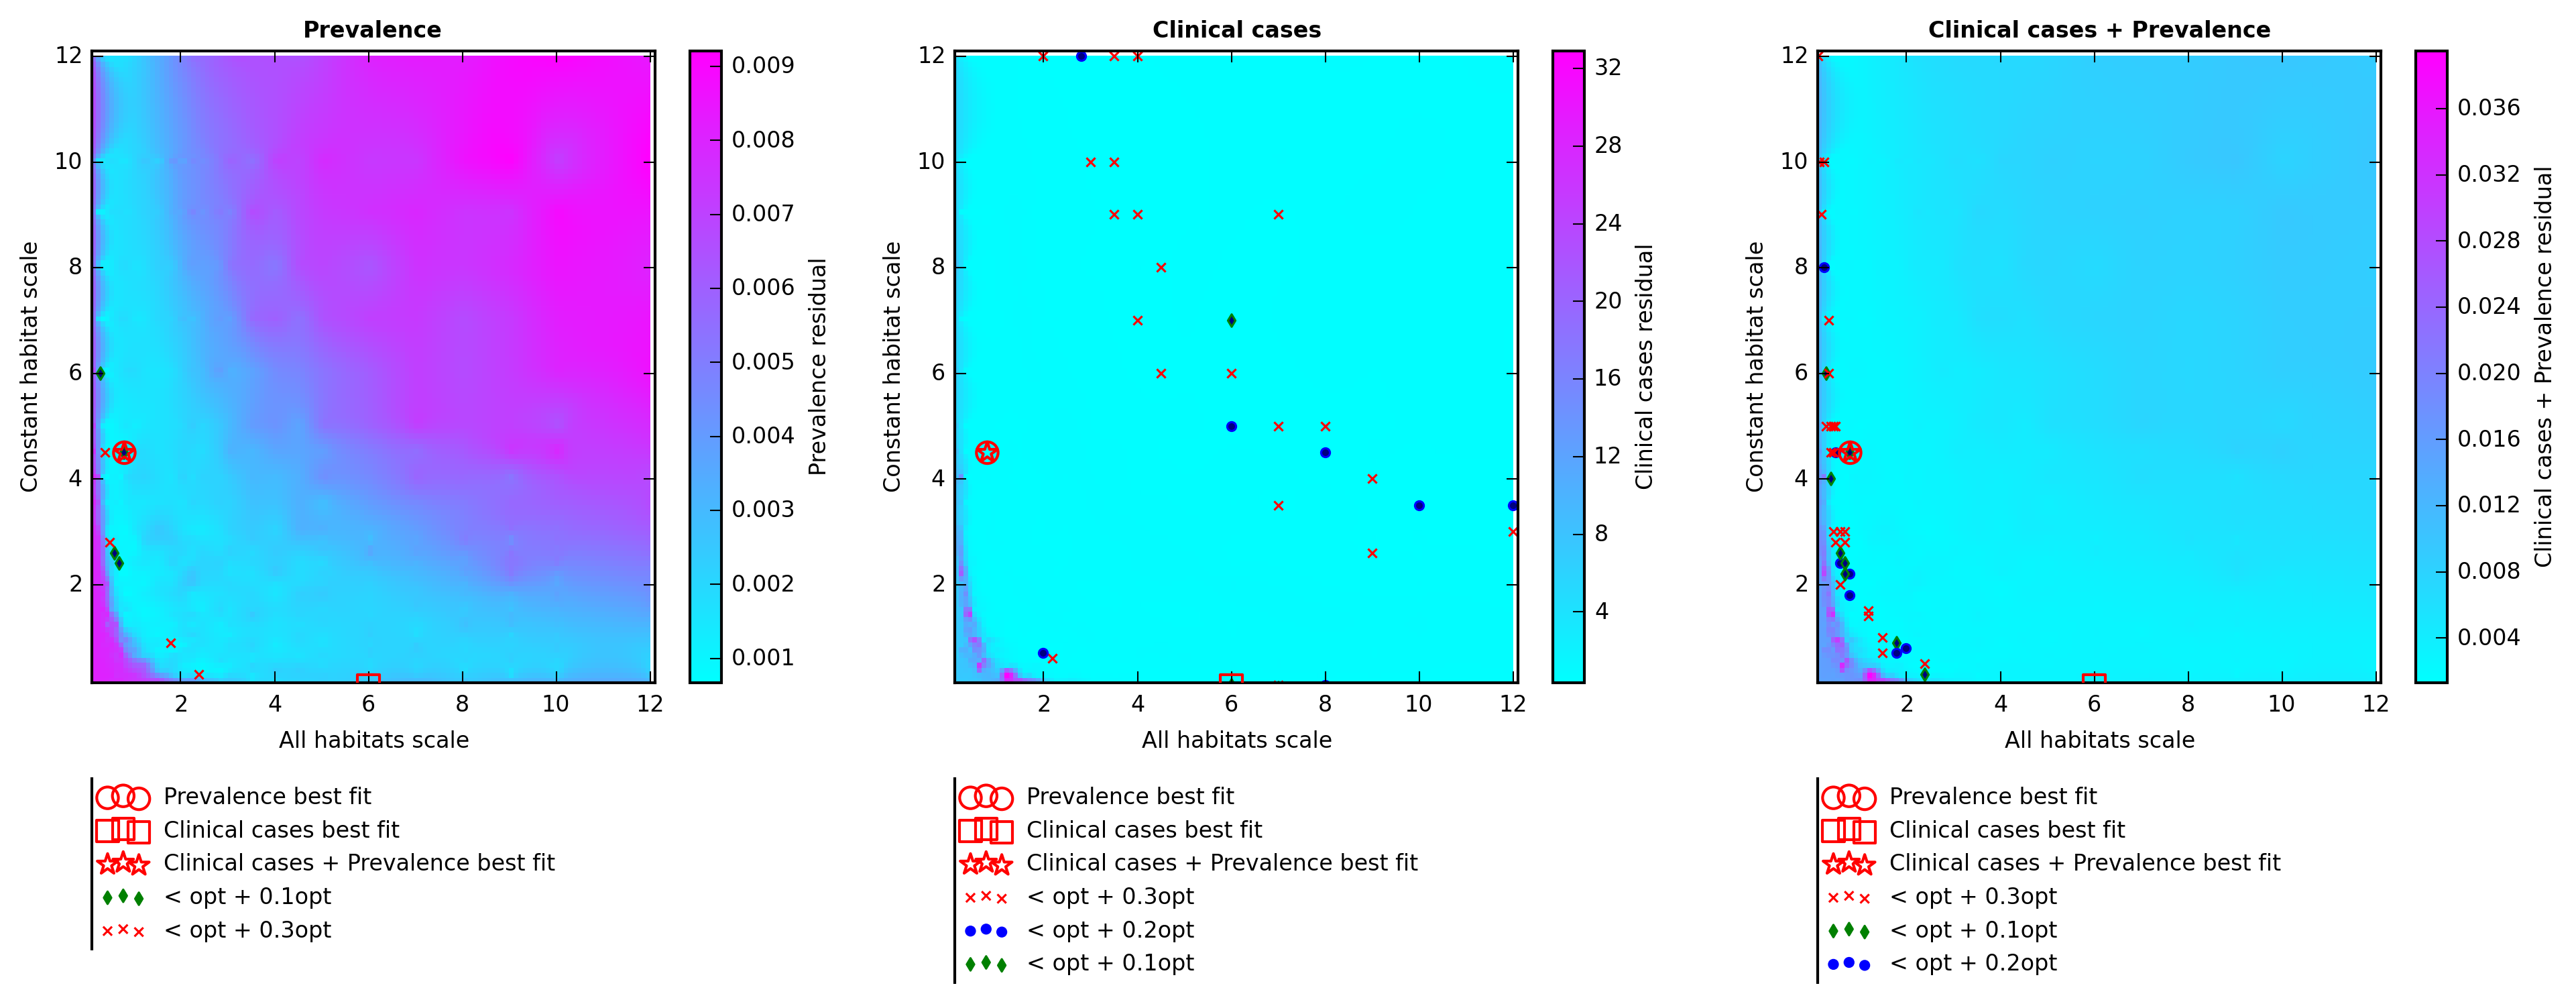 Prevalence
12
10
8
6
4
2
2 4 6 8 10 12
Constant habitat scale
All habitats scale
0.009
0.008
0.007
0.006
0.005
0.004
0.003
0.002
0.001
Prevalence residual
Prevalence best fit
Clinical cases best fit
Clinical cases + Prevalence best fit
< opt + 0.1opt
< opt + 0.3opt
Clinical cases
12
10
8
6
4
2
2 4 6 8 10 12
Constant habitat scale
All habitats scale
32
28
24
20
16
12
8
4
Clinical cases residual
Prevalence best fit
Clinical cases best fit
Clinical cases + Prevalence best fit
< opt + 0.3opt
< opt + 0.2opt
< opt + 0.1opt
Clinical cases + Prevalence
12
10
8
6
4
2
2 4 6 8 10 12
Constant habitat scale
All habitats scale
0.036
0.032
0.028
0.024
0.020
0.016
0.012
0.008
0.004
Clinical cases + Prevalence residual
Prevalence best fit
Clinical cases best fit
Clinical cases + Prevalence best fit
< opt + 0.3opt
< opt + 0.1opt
< opt + 0.2opt